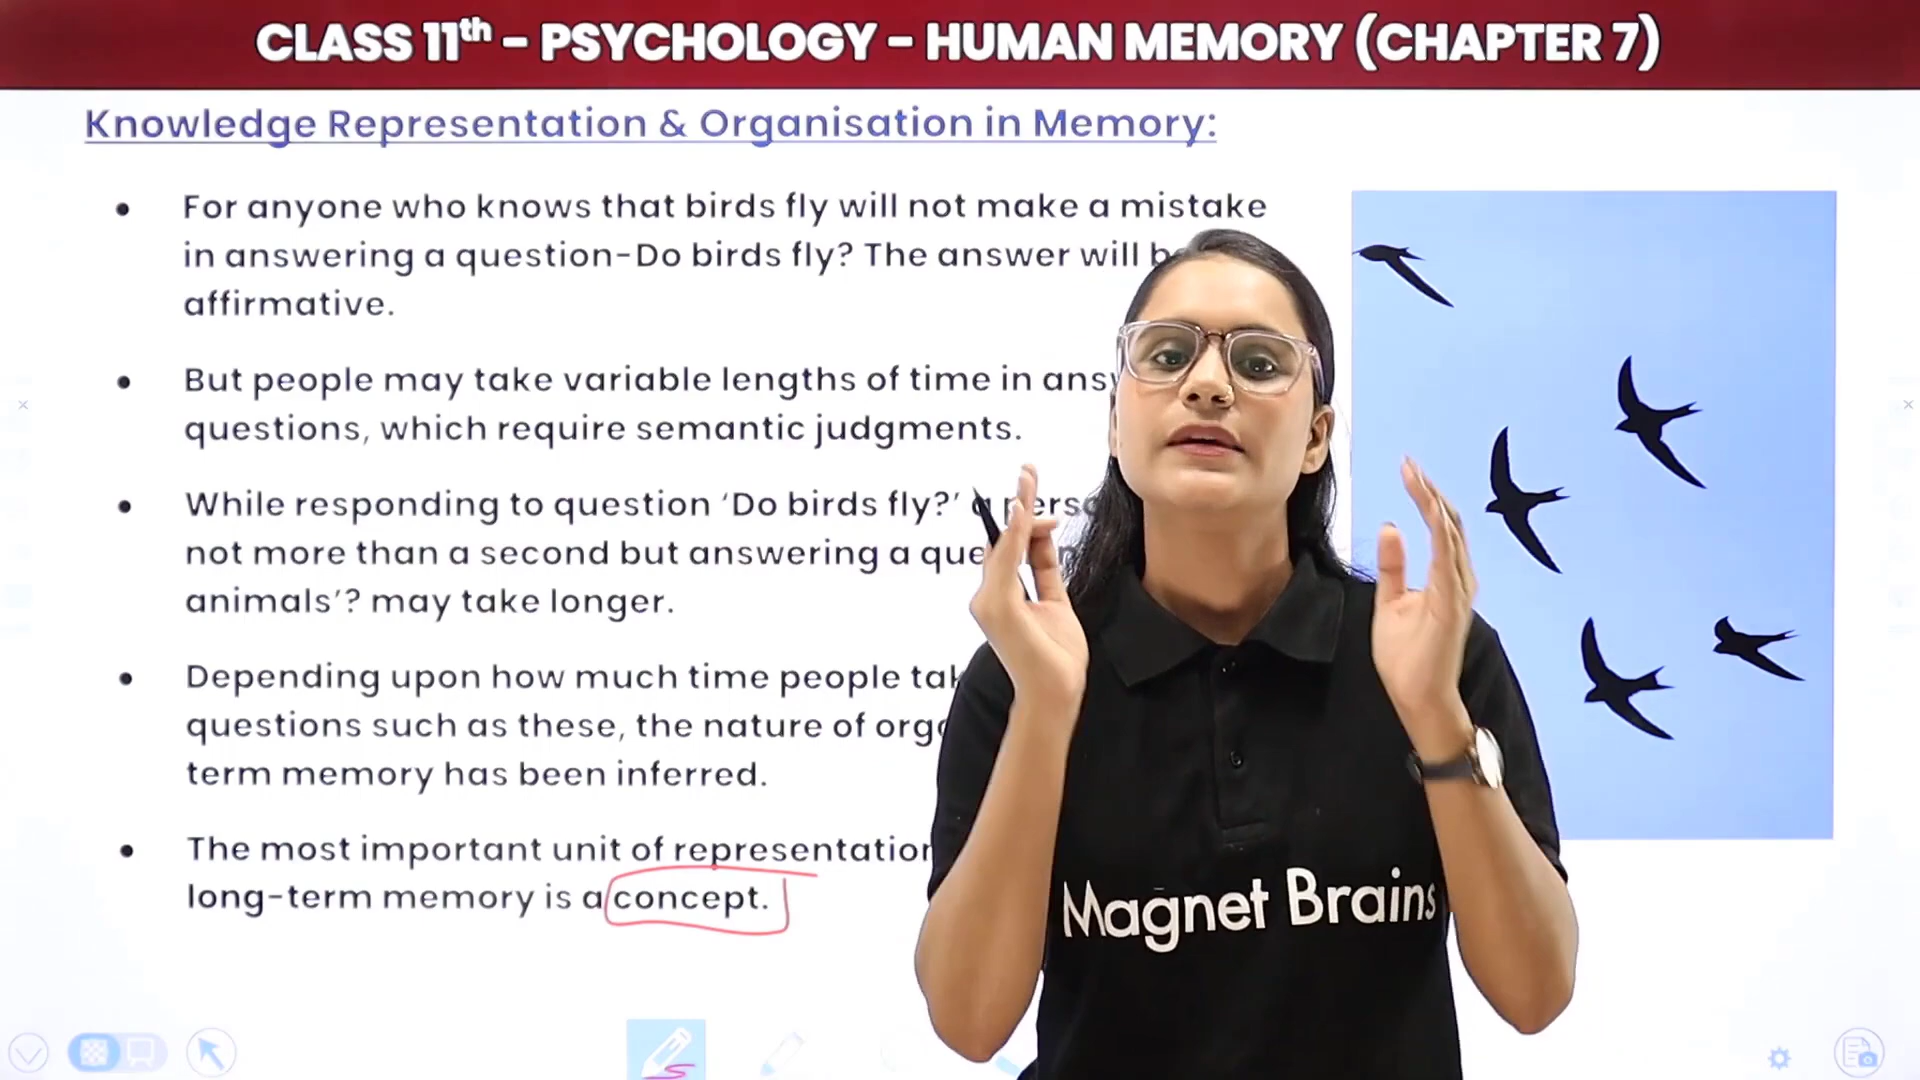 CLASS 11th - PSYCHOLOGY - HUMAN MEMORY (CHAPTER 7)
Knowledge Representation & Organisation in Memory:
• For anyone who knows that birds fly will not make a mistake
in answering a question-Do birds fly? The answer will
affirmative.
• But people may take variable lengths of time in
questions, which require semantic judgments.
• While responding to question ‘Do birds fly?’ a
not more than a second but answering a
animals’? may take longer.
• Depending upon how much time people
questions such as these, the nature of
term memory has been inferred.
• The most important unit of representation
long-term memory is a concept.
Magnet Brains